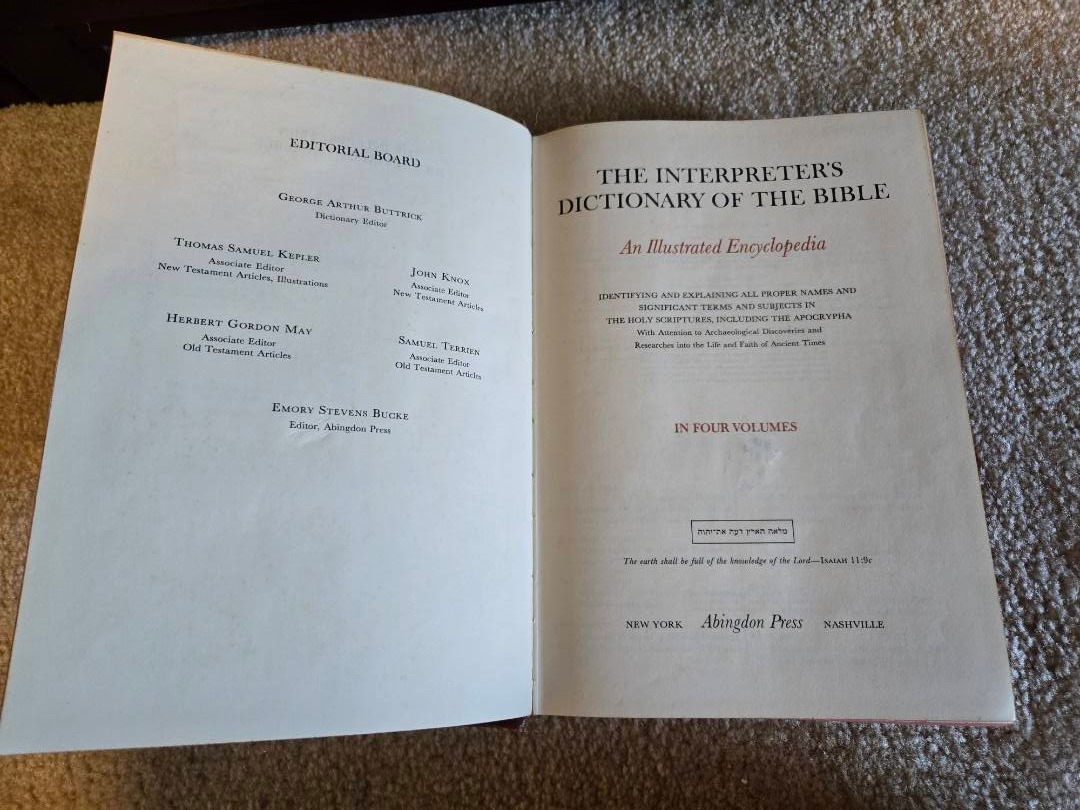 EDITORIAL BOARD
GEORGE ARTHUR BUTTRICK
Dictionary Editor
THOMAS SAMUEL KEPLER
Associate Editor
New Testament Articles, Illustrations
JOHN KNOX
Associate Editor
New Testament Articles
HERBERT GORDON MAY
Associate Editor
Old Testament Articles
SAMUEL TERRIEN
Associate Editor
Old Testament Articles
EMORY STEVENS BUCKE
Editor, Abingdon Press
THE INTERPRETER'S
DICTIONARY OF THE BIBLE
An Illustrated Encyclopedia
IDENTIFYING AND EXPLAINING ALL PROPER NAMES AND
SIGNIFICANT TERMS AND SUBJECTS IN
THE HOLY SCRIPTURES, INCLUDING THE APOCRYPHA
With Attention to Archaeological Discoveries and
Researches into the Life and Faith of Ancient Times
IN FOUR VOLUMES
מלאה הארץ דעה את־יהוה
The earth shall be full of the knowledge of the Lord—ISAIAH 11:9c
NEW YORK Abingdon Press NASHVILLE